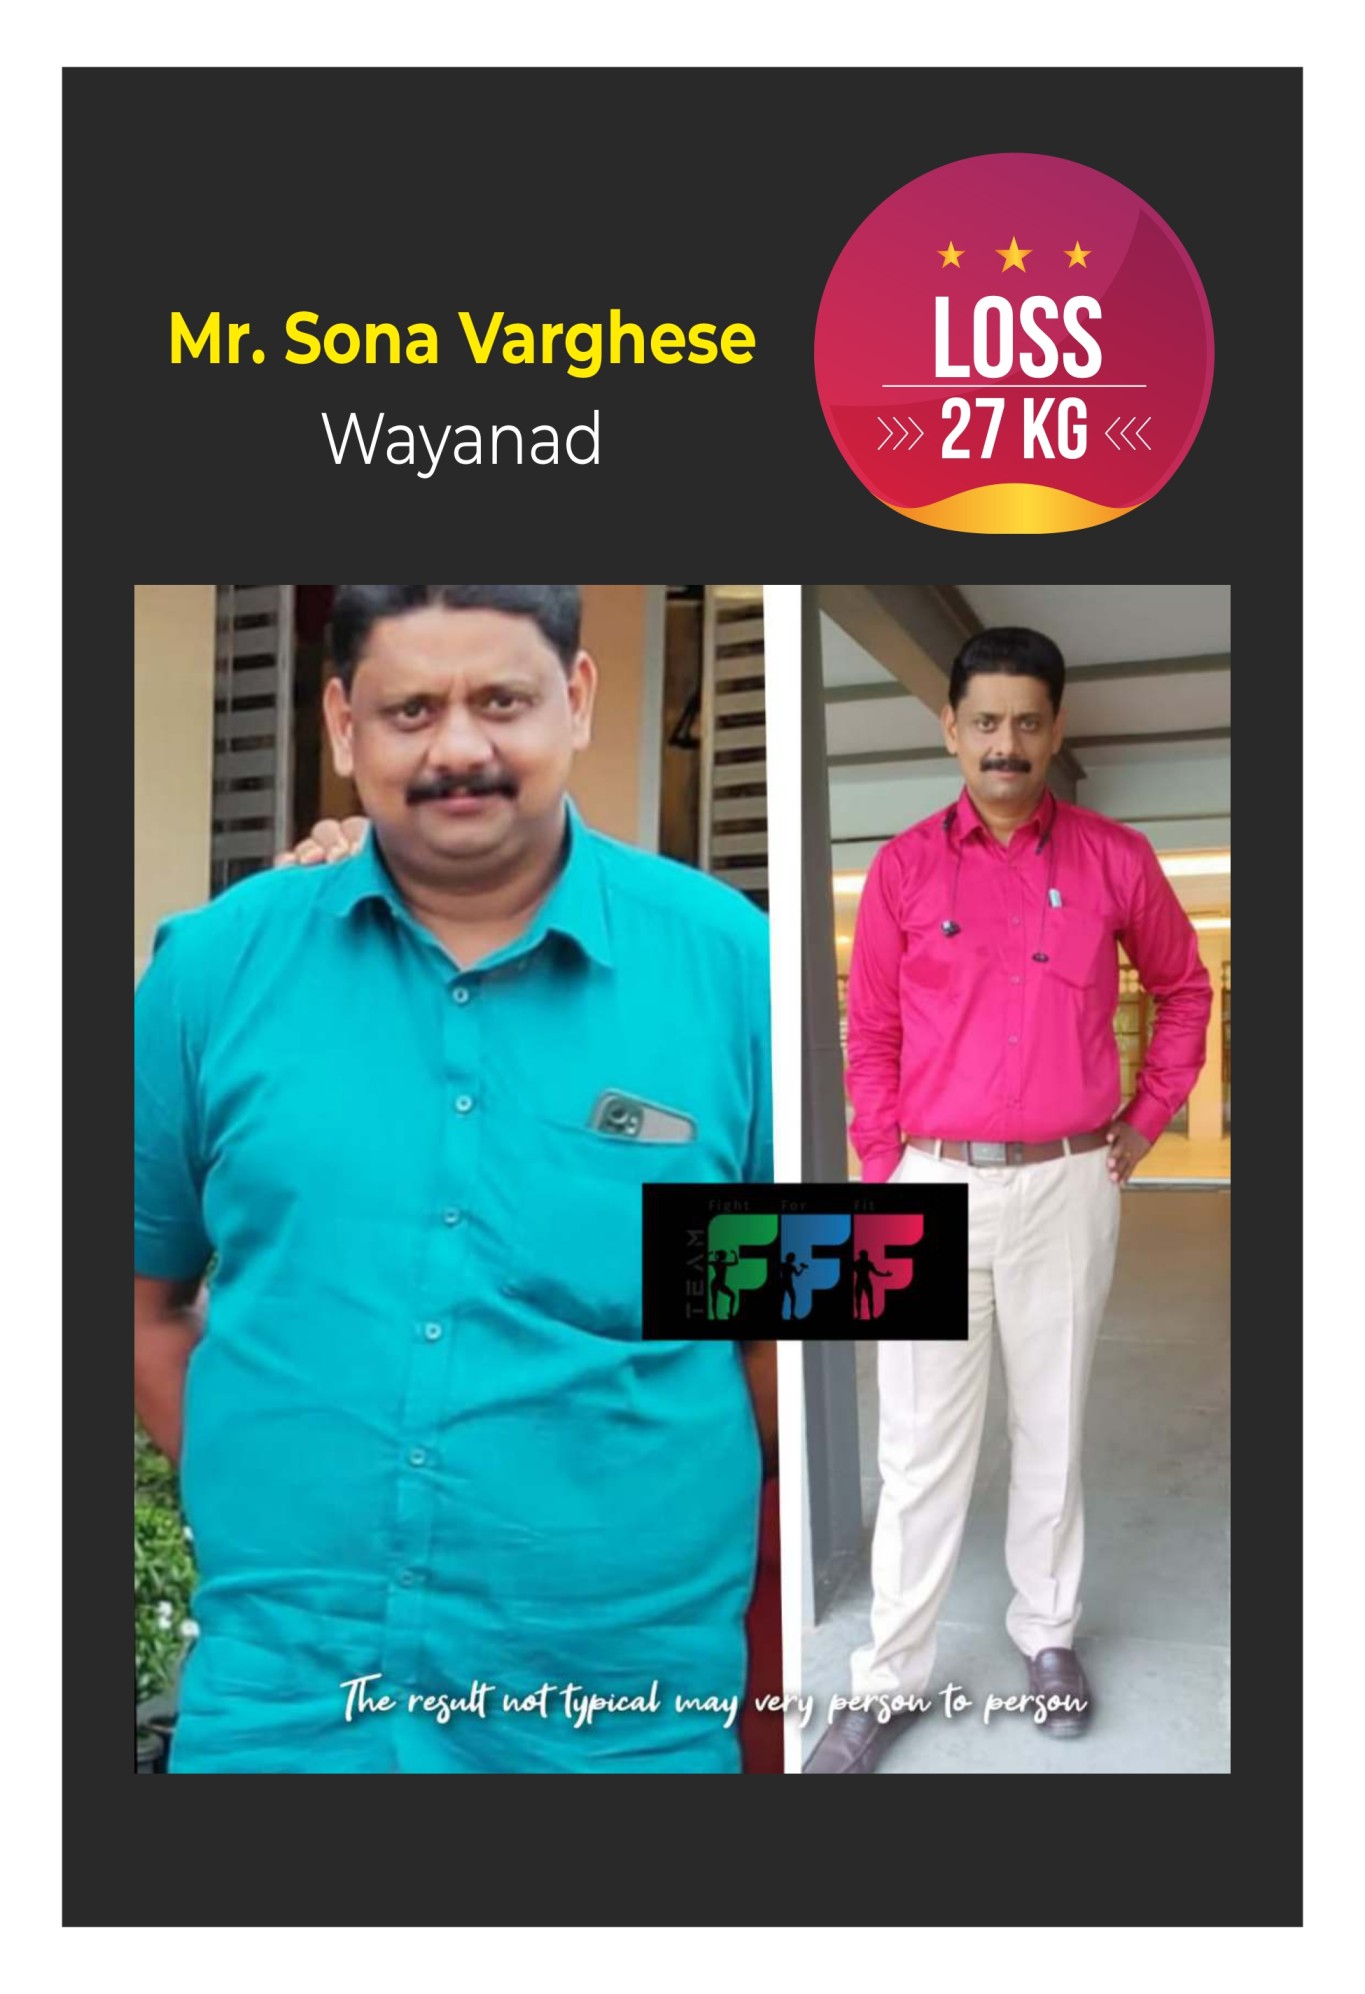 Mr. Sona Varghese
Wayanad
LOSS
27 KG
Fight For Fit
TEAM
FFF
The result not typical may very person to person